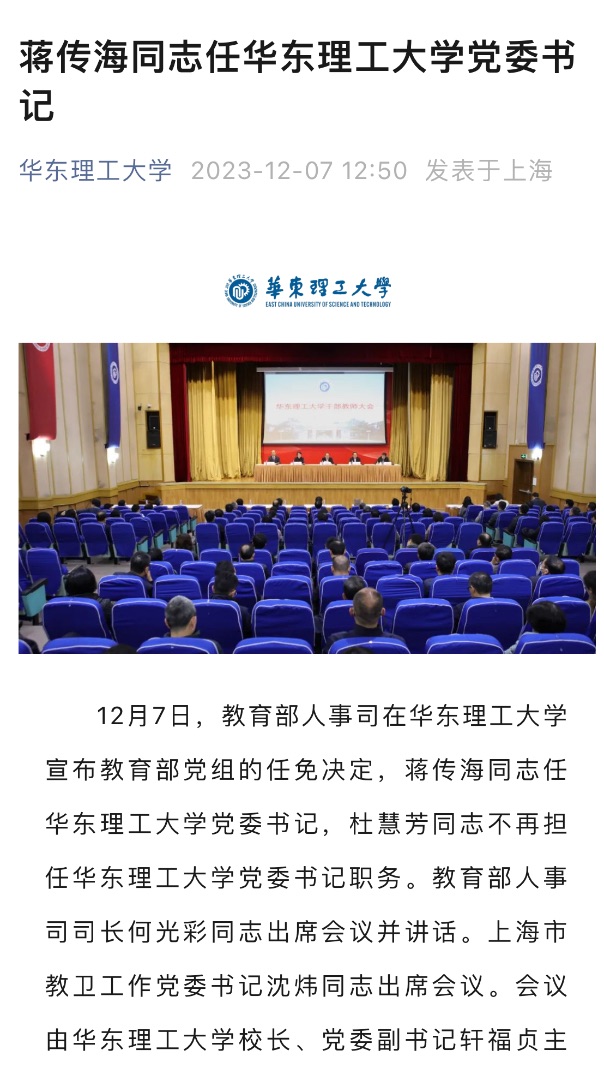 蒋传海同志任华东理工大学党委书
记
华东理工大学 2023-12-07 12:50 发表于上海
華東理工大學
EAST CHINA UNIVERSITY OF SCIENCE AND TECHNOLOGY
华东理工大学干部教师大会
12月7日，教育部人事司在华东理工大学
宣布教育部党组的任免决定，蒋传海同志任
华东理工大学党委书记，杜慧芳同志不再担
任华东理工大学党委书记职务。教育部人事
司司长何光彩同志出席会议并讲话。上海市
教卫工作党委书记沈炜同志出席会议。会议
由华东理工大学校长、党委副书记轩福贞主